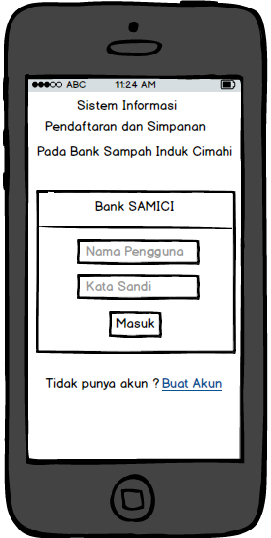 ABC 11:24 AM
Sistem Informasi
Pendaftaran dan Simpanan
Pada Bank Sampah Induk Cimahi
Bank SAMICI
Nama Pengguna
Kata Sandi
Masuk
Tidak punya akun ? Buat Akun